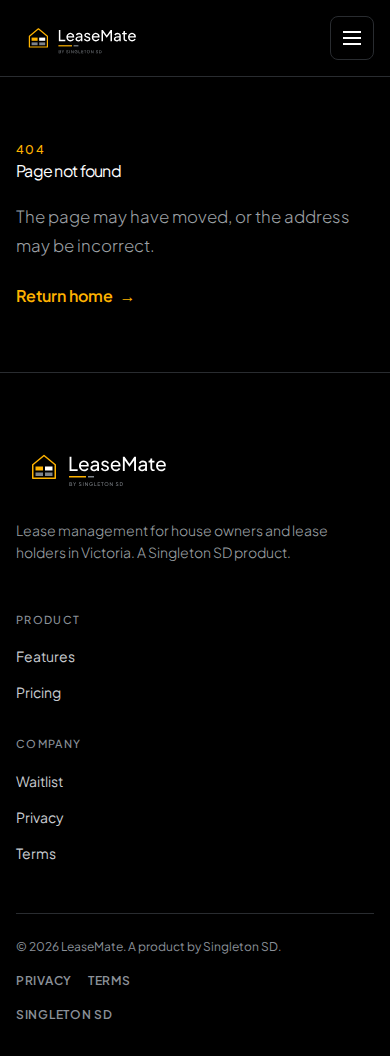 LeaseMate
BY SINGLETON SD
404
Page not found
The page may have moved, or the address
may be incorrect.
Return home →
LeaseMate
BY SINGLETON SD
Lease management for house owners and lease
holders in Victoria. A Singleton SD product.
PRODUCT
Features
Pricing
COMPANY
Waitlist
Privacy
Terms
© 2026 LeaseMate. A product by Singleton SD.
PRIVACY TERMS
SINGLETON SD